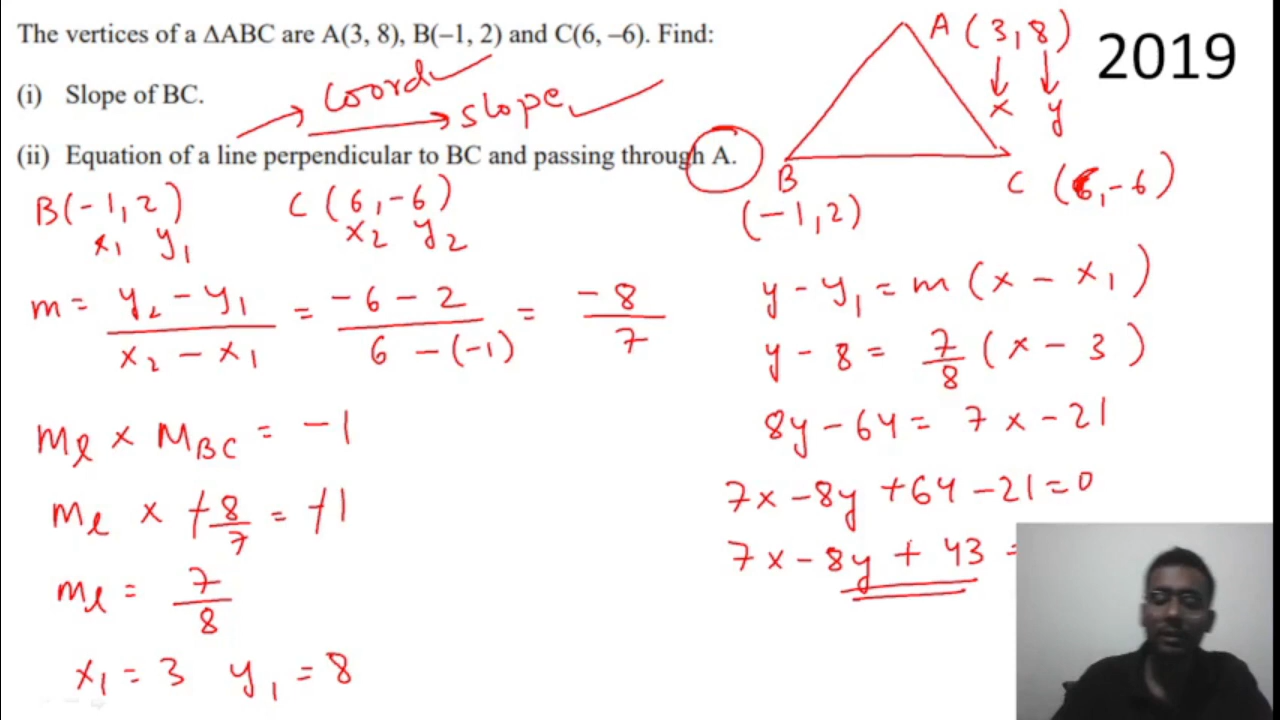 The vertices of a ΔABC are A(3, 8), B(–1, 2) and C(6, –6). Find:
(i) Slope of BC.
(ii) Equation of a line perpendicular to BC and passing through A.
→ coord
→ slope
2019
A (3, 8)
x y
B
(-1, 2)
C (6, -6)
B(-1, 2) C (6, -6)
x₁ y₁ x₂ y₂
m = (y₂ - y₁)/(x₂ - x₁) = (-6 - 2)/(6 - (-1)) = -8/7
mₗ × M_BC = -1
mₗ × -8/7 = -1
mₗ = 7/8
x₁ = 3 y₁ = 8
y - y₁ = m (x - x₁)
y - 8 = 7/8 (x - 3)
8y - 64 = 7x - 21
7x - 8y + 64 - 21 = 0
7x - 8y + 43 =